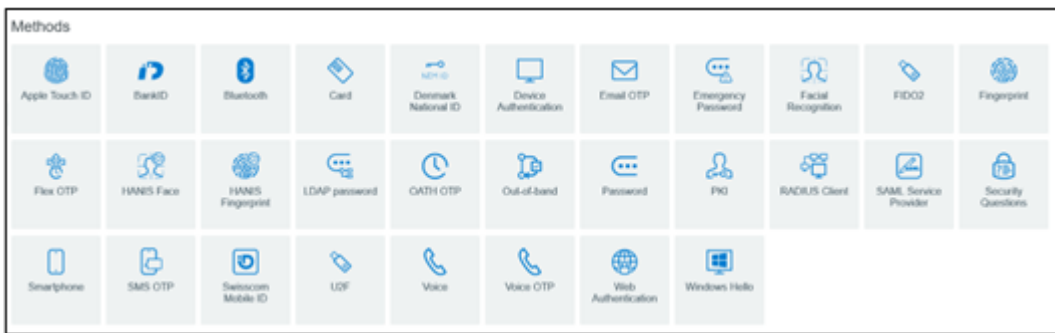 Methods
Apple Touch ID
BankID
Bluetooth
Card
NEM ID
Denmark
National ID
Device
Authentication
Email OTP
Emergency
Password
Facial
Recognition
FIDO2
Fingerprint
Flex OTP
HANIS Face
HANIS
Fingerprint
LDAP password
OATH OTP
Out-of-band
Password
PKI
RADIUS Client
SAML Service
Provider
Security
Questions
Smartphone
SMS OTP
Swisscom
Mobile ID
U2F
Voice
Voice OTP
Web
Authentication
Windows Hello